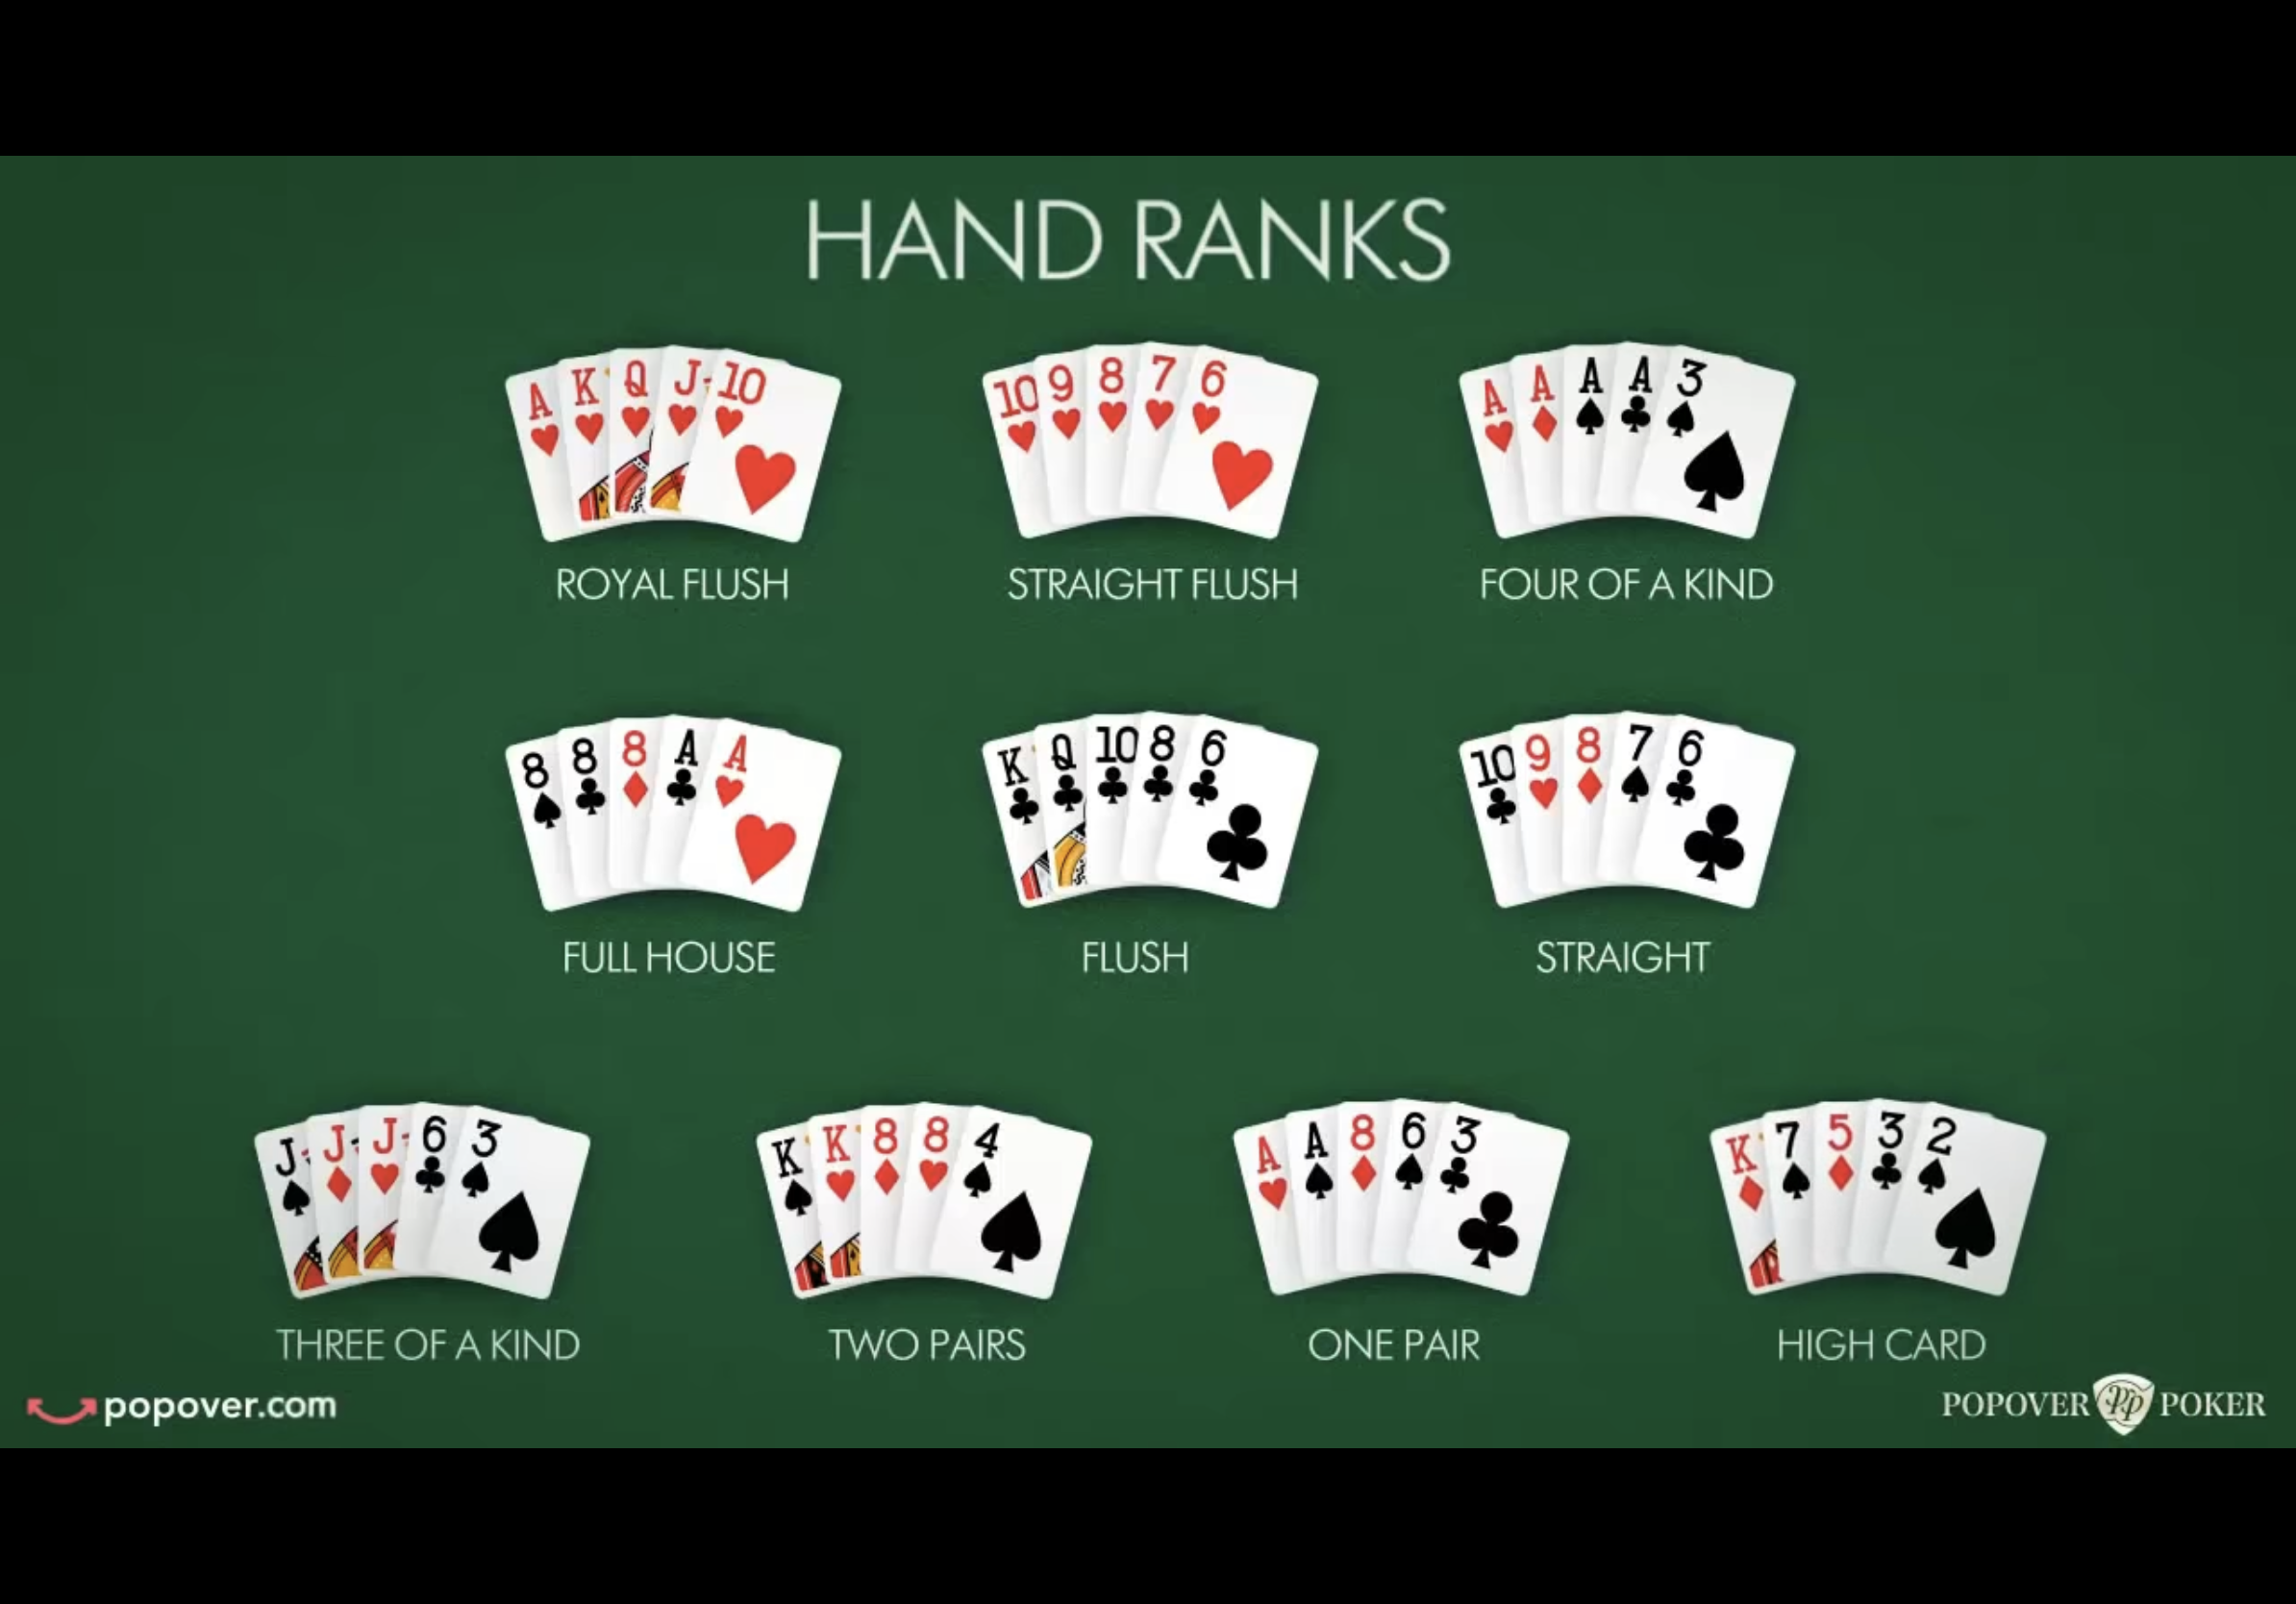 HAND RANKS
A K Q J 10
10 9 8 7 6
A A A A 3
ROYAL FLUSH
STRAIGHT FLUSH
FOUR OF A KIND
8 8 8 A A
K Q 10 8 6
10 9 8 7 6
FULL HOUSE
FLUSH
STRAIGHT
J J J 6 3
K K 8 8 4
A A 8 6 3
K 7 5 3 2
THREE OF A KIND
TWO PAIRS
ONE PAIR
HIGH CARD
popover.com
POPOVER Pp POKER